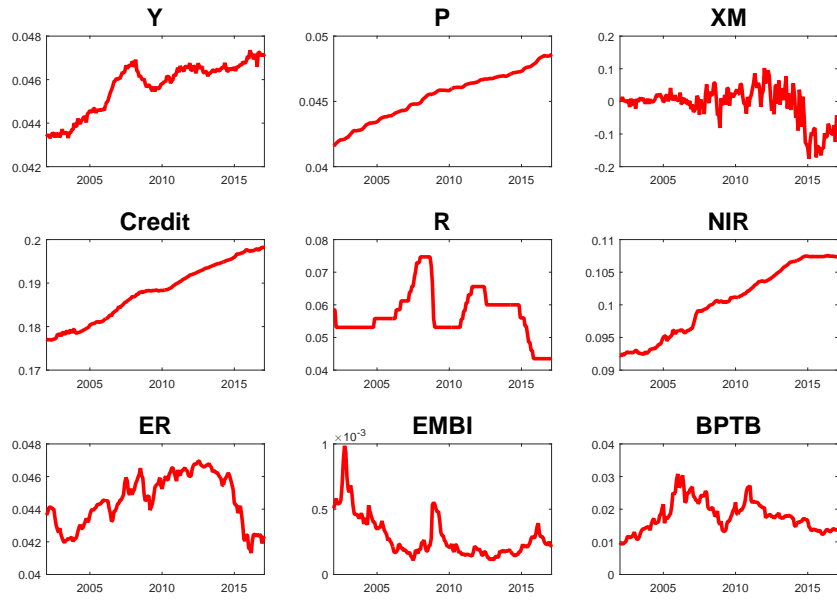 Y
0.048
0.046
0.044
0.042
2005 2010 2015
P
0.05
0.045
0.04
2005 2010 2015
XM
0.2
0.1
0
-0.1
-0.2
2005 2010 2015
Credit
0.2
0.19
0.18
0.17
2005 2010 2015
R
0.08
0.07
0.06
0.05
0.04
2005 2010 2015
NIR
0.11
0.105
0.1
0.095
0.09
2005 2010 2015
ER
0.048
0.046
0.044
0.042
0.04
2005 2010 2015
EMBI
×10⁻³
1
0.5
0
2005 2010 2015
BPTB
0.04
0.03
0.02
0.01
0
2005 2010 2015